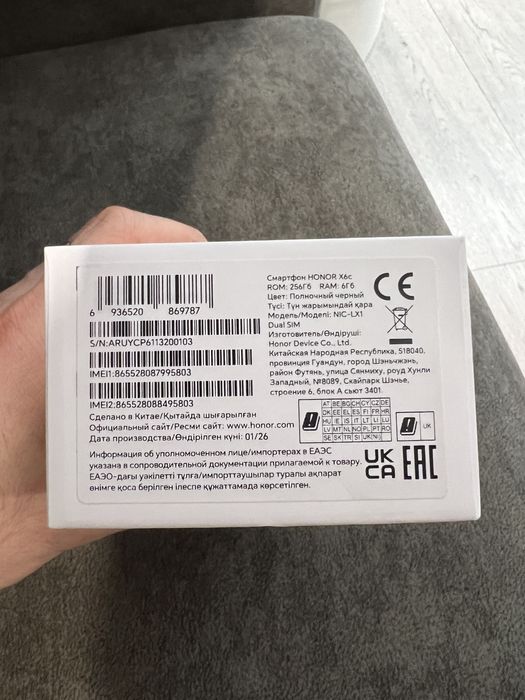 6 936520 869787
S/N:ARUYCP6113200103
IMEI1:865528087995803
IMEI2:865528088495803
Сделано в Китае/Қытайда шығарылған
Официальный сайт/Ресми сайт: www.honor.com
Дата производства/Өндірілген күні: 01/26
Смартфон HONOR X6c
ROM: 256Гб RAM: 6Гб
Цвет: Полночный черный
Түсі: Түн жарымындай қара
Модель/Моделі: NIC-LX1
Dual SIM
Изготовитель/Өндіруші:
Honor Device Co., Ltd.
Китайская Народная Республика, 518040,
провинция Гуандун, город Шэньчжэнь,
район Футянь, улица Сянмиху, роуд Хунли
Западный, №8089, Скайпарк Шэнье,
строение 6, блок А сьют 3401.
CE
AT BE BG CH CY CZ DE
DK EE EL ES FI FR HR
HU IE IS IT LT LI LU
LV MT NL NO PL PT RO
SE SK TR SI UK(NI)
UK
Информация об уполномоченном лице/импортерах в ЕАЭС
указана в сопроводительной документации прилагаемой к товару.
ЕАЭО-дағы уәкілетті тұлға/импорттаушылар туралы ақпарат
өнімге қоса берілген ілеспе құжаттамада көрсетілген.
UK
CA
EAC